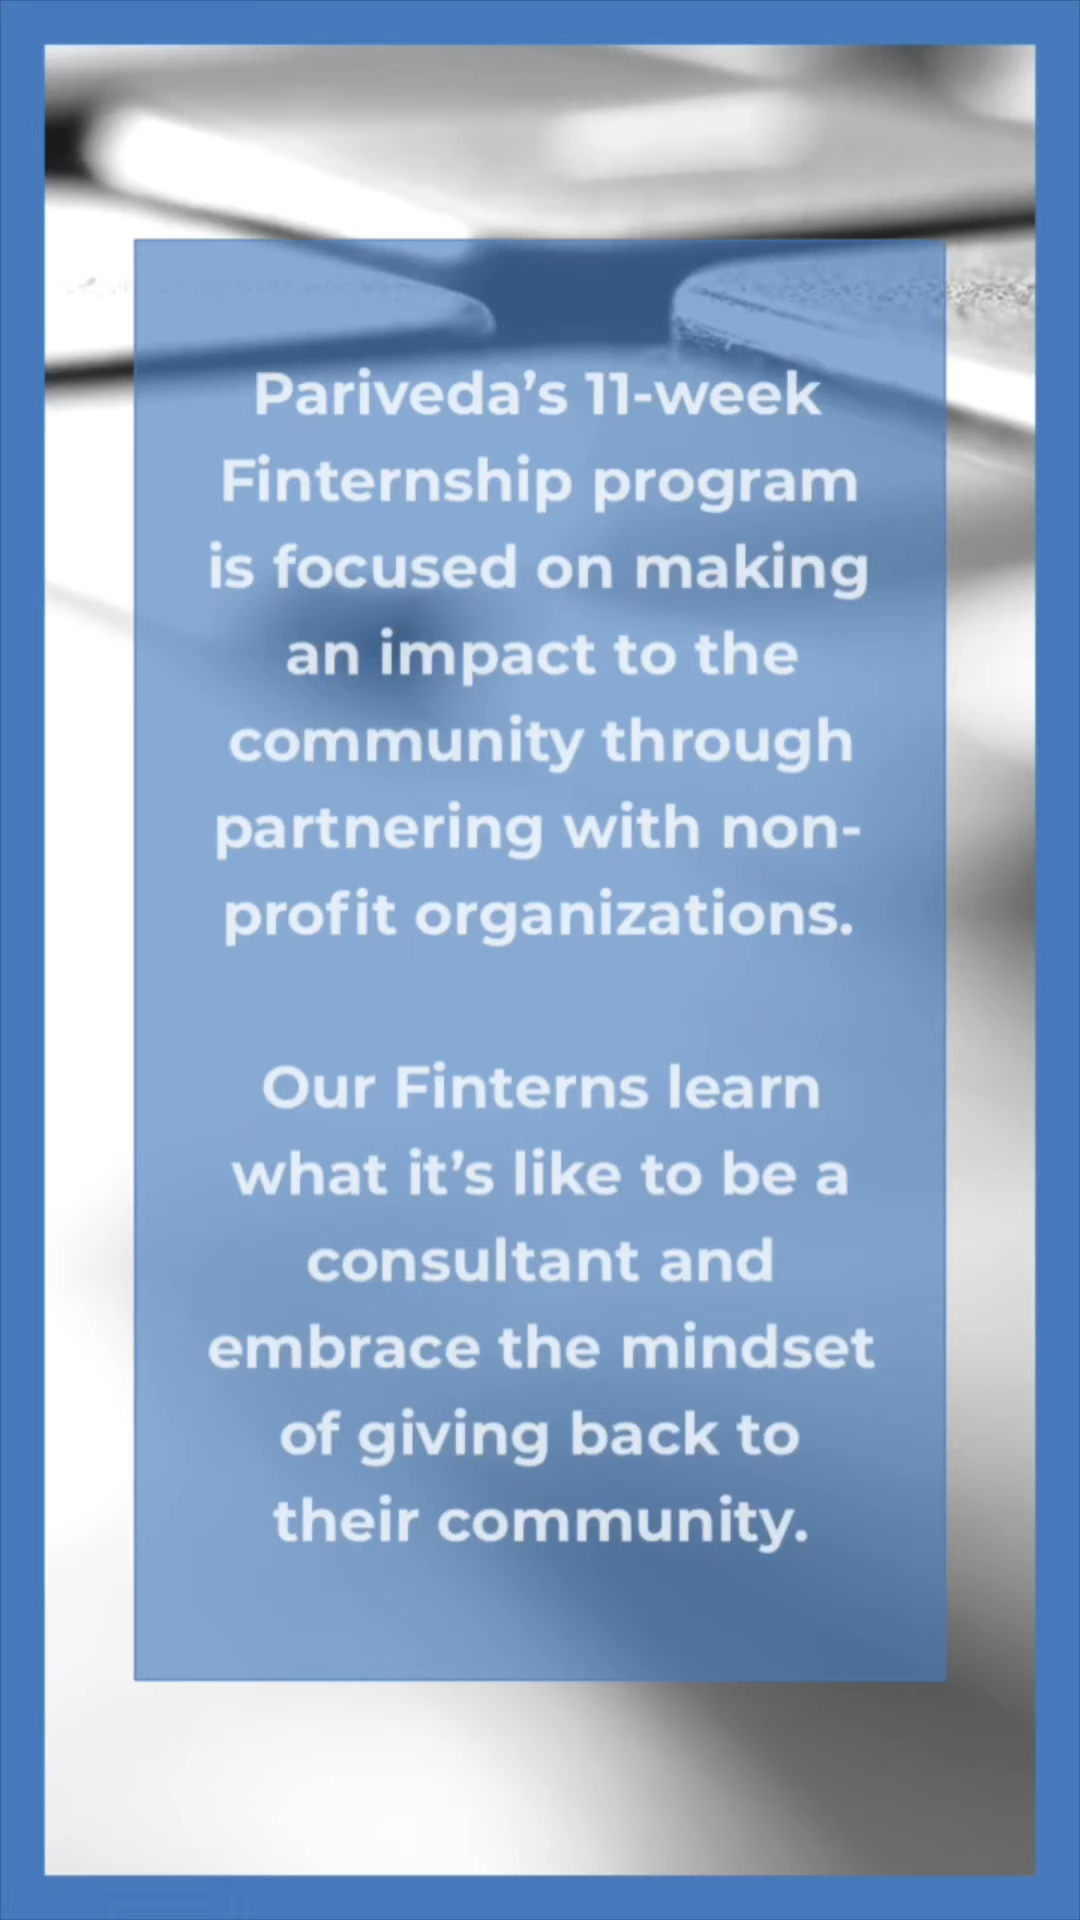 Pariveda’s 11-week
Finternship program
is focused on making
an impact to the
community through
partnering with non-
profit organizations.
Our Finterns learn
what it’s like to be a
consultant and
embrace the mindset
of giving back to
their community.